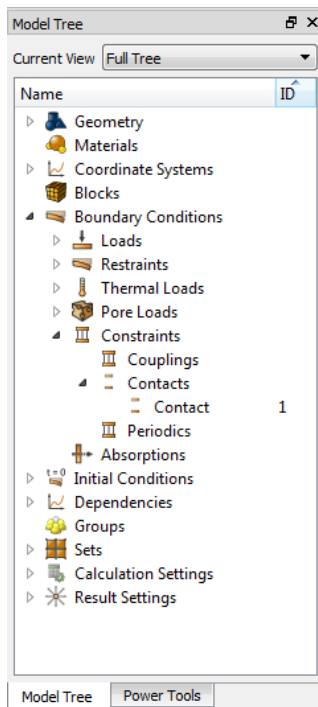 Model Tree
Current View Full Tree
Name ID
Geometry
Materials
Coordinate Systems
Blocks
Boundary Conditions
Loads
Restraints
Thermal Loads
Pore Loads
Constraints
Couplings
Contacts
Contact 1
Periodics
Absorptions
t=0 Initial Conditions
Dependencies
Groups
Sets
Calculation Settings
Result Settings
Model Tree Power Tools